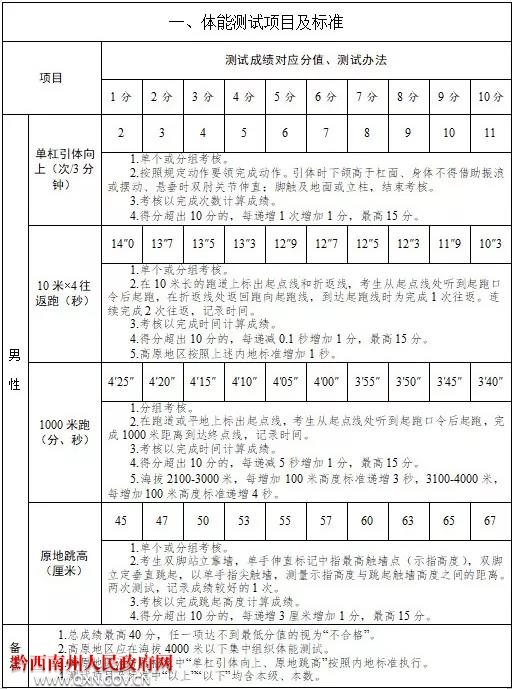 一、体能测试项目及标准
项目
测试成绩对应分值、测试办法
1分 2分 3分 4分 5分 6分 7分 8分 9分 10分
男性
单杠引体向上（次/3分钟）
2 3 4 5 6 7 8 9 10 11
1.单个或分组考核。
2.按照规定动作要领完成动作。引体时下颌高于杠面、身体不得借助振浪
或摆动、悬垂时双肘关节伸直；脚触及地面或立柱，结束考核。
3.考核以完成次数计算成绩。
4.得分超出10分的，每递增1次增加1分，最高15分。
10米×4往返跑（秒）
14″0 13″7 13″5 13″3 12″9 12″7 12″5 12″3 11″9 10″3
1.单个或分组考核。
2.在10米长的跑道上标出起点线和折返线，考生从起点线处听到起跑口
令后起跑，在折返线处返回跑向起跑线，到达起跑线时为完成1次往返。连
续完成2次往返，记录时间。
3.考核以完成时间计算成绩。
4.得分超出10分的，每递减0.1秒增加1分，最高15分。
5.高原地区按照上述内地标准增加1秒。
1000米跑（分、秒）
4′25″ 4′20″ 4′15″ 4′10″ 4′05″ 4′00″ 3′55″ 3′50″ 3′45″ 3′40″
1.分组考核。
2.在跑道或平地上标出起点线，考生从起点线处听到起跑口令后起跑，完
成1000米距离到达终点线，记录时间。
3.考核以完成时间计算成绩。
4.得分超出10分的，每递减5秒增加1分，最高15分。
5.海拔2100-3000米，每增加100米高度标准递增3秒，3100-4000米，
每增加100米高度标准递增4秒。
原地跳高（厘米）
45 47 50 53 55 57 60 63 65 67
1.单个或分组考核。
2.考生双脚站立靠墙，单手伸直标记中指最高触墙点（示指高度），双脚
立定垂直跳起，以单手指尖触墙，测量示指高度与跳起触墙高度之间的距离。
两次测试，记录成绩较好的1次。
3.考核以完成跳起高度计算成绩。
4.得分超出10分的，每递增3厘米增加1分，最高15分。
备
1.总成绩最高40分，任一项达不到最低分值的视为“不合格”。
2.高原地区应在海拔4000米以下集中组织体能测试。
中“单杠引体向上、原地跳高”按照内地标准执行。
“以上”“以下”均含本级、本数。
黔西南州人民政府网
WWW.QXN.GOV.CN